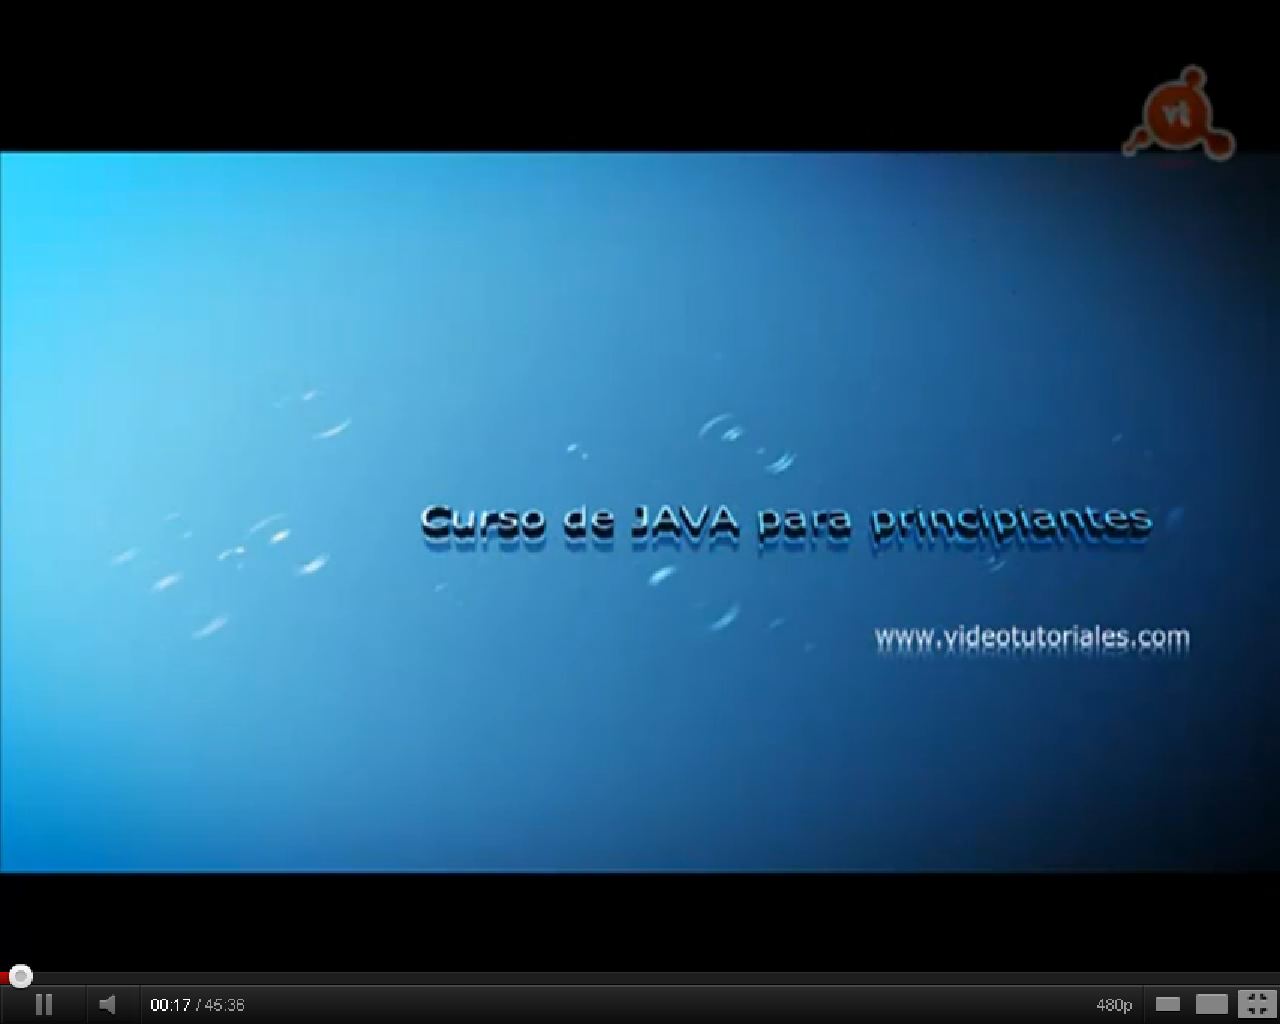 vt
Curso de JAVA para principiantes
www.videotutoriales.com
00:17 / 45:36
480p